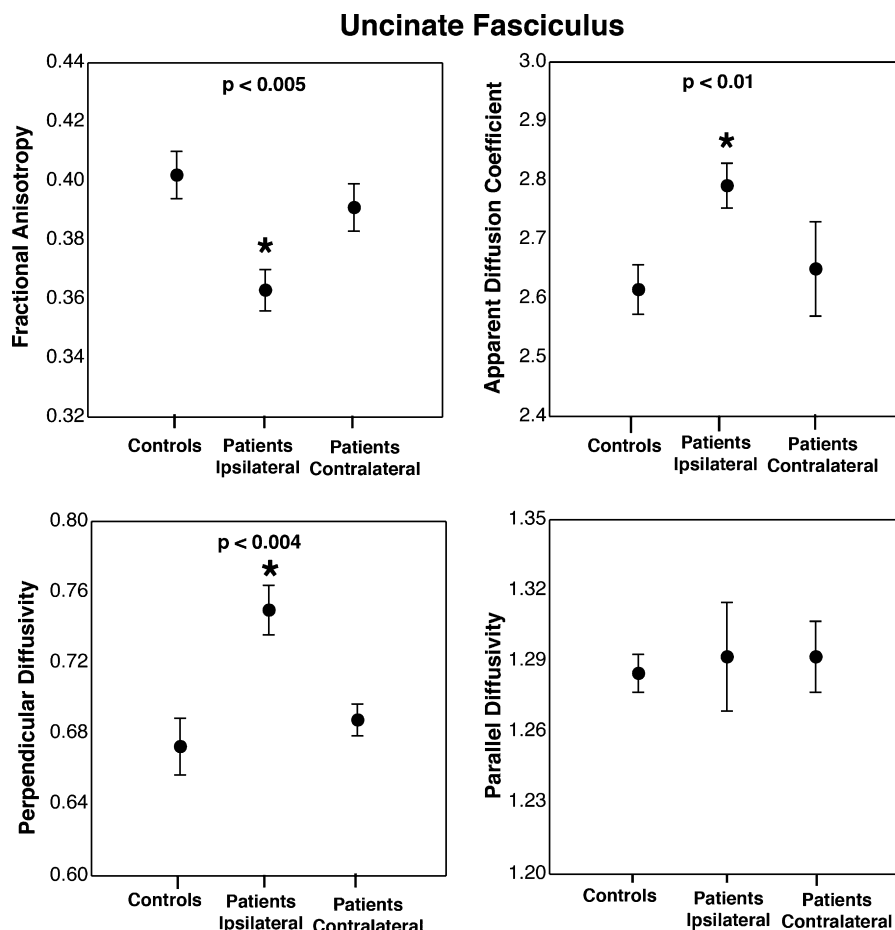 Uncinate Fasciculus
Fractional Anisotropy
0.44
0.42
0.40
0.38
0.36
0.34
0.32
p < 0.005
*
Controls
Patients
Ipsilateral
Patients
Contralateral
Apparent Diffusion Coefficient
3.0
2.9
2.8
2.7
2.6
2.5
2.4
p < 0.01
*
Controls
Patients
Ipsilateral
Patients
Contralateral
Perpendicular Diffusivity
0.80
0.76
0.72
0.68
0.64
0.60
p < 0.004
*
Controls
Patients
Ipsilateral
Patients
Contralateral
Parallel Diffusivity
1.35
1.32
1.29
1.26
1.23
1.20
Controls
Patients
Ipsilateral
Patients
Contralateral